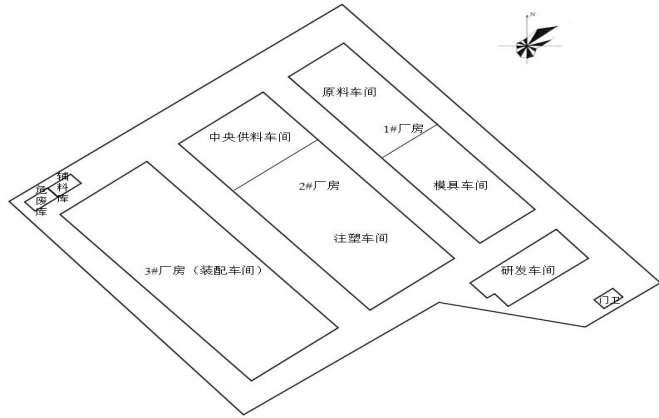 N
原料车间
1#厂房
中央供料车间
模具车间
2#厂房
辅料库
危废库
注塑车间
3#厂房（装配车间）
研发车间
门卫